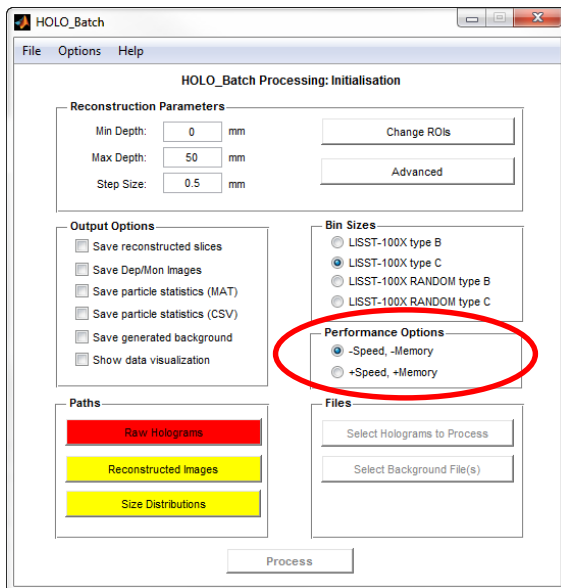 HOLO_Batch
File Options Help
HOLO_Batch Processing: Initialisation
Reconstruction Parameters
Min Depth: 0 mm
Max Depth: 50 mm
Step Size: 0.5 mm
Change ROIs
Advanced
Output Options
Save reconstructed slices
Save Dep/Mon Images
Save particle statistics (MAT)
Save particle statistics (CSV)
Save generated background
Show data visualization
Bin Sizes
LISST-100X type B
LISST-100X type C
LISST-100X RANDOM type B
LISST-100X RANDOM type C
Performance Options
-Speed, -Memory
+Speed, +Memory
Paths
Raw Holograms
Reconstructed Images
Size Distributions
Files
Select Holograms to Process
Select Background File(s)
Process